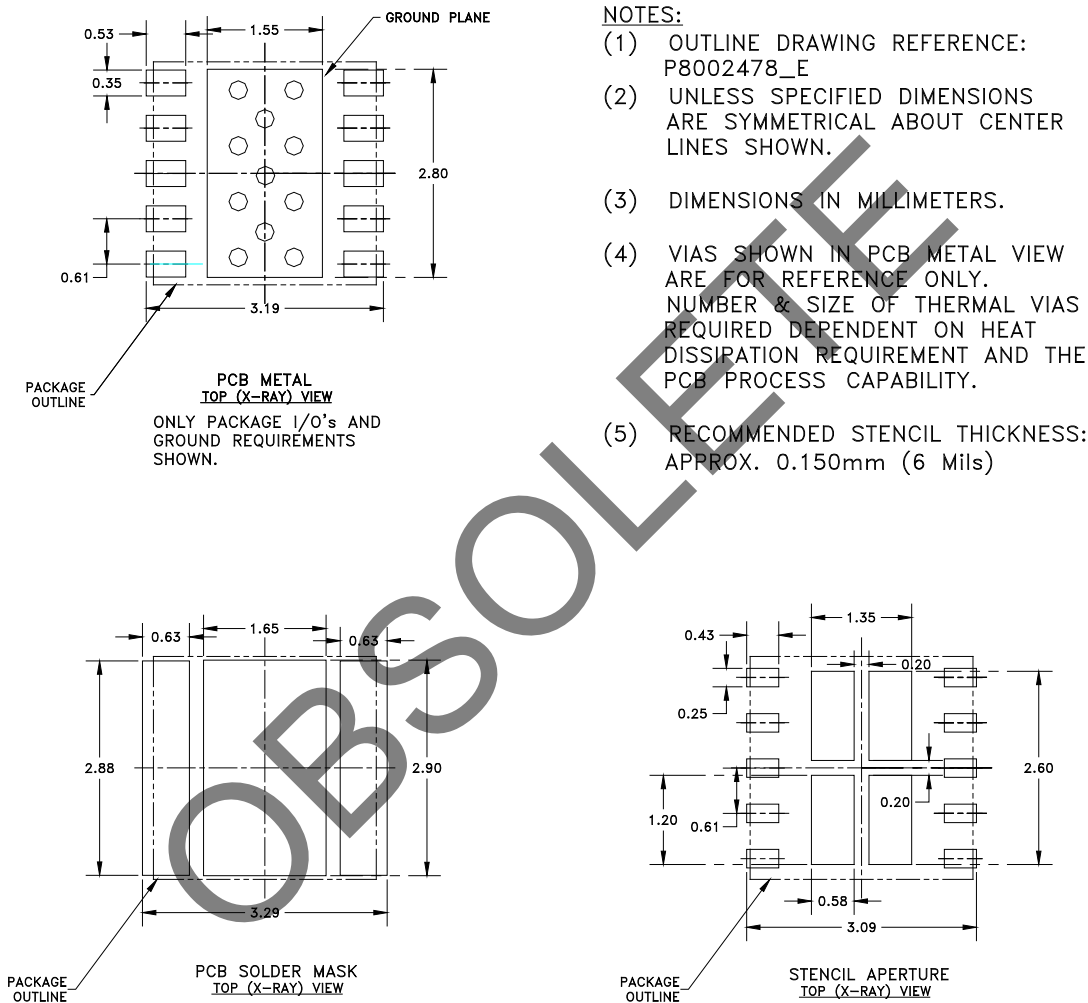 GROUND PLANE
0.53
1.55
0.35
2.80
0.61
3.19
PACKAGE
OUTLINE
PCB METAL
TOP (X-RAY) VIEW
ONLY PACKAGE I/O's AND
GROUND REQUIREMENTS
SHOWN.
NOTES:
(1) OUTLINE DRAWING REFERENCE:
P8002478_E
(2) UNLESS SPECIFIED DIMENSIONS
ARE SYMMETRICAL ABOUT CENTER
LINES SHOWN.
(3) DIMENSIONS IN MILLIMETERS.
(4) VIAS SHOWN IN PCB METAL VIEW
ARE FOR REFERENCE ONLY.
NUMBER & SIZE OF THERMAL VIAS
REQUIRED DEPENDENT ON HEAT
DISSIPATION REQUIREMENT AND THE
PCB PROCESS CAPABILITY.
(5) RECOMMENDED STENCIL THICKNESS:
APPROX. 0.150mm (6 Mils)
OBSOLETE
1.65
0.63
0.63
2.88
2.90
3.29
PACKAGE
OUTLINE
PCB SOLDER MASK
TOP (X-RAY) VIEW
1.35
0.43
0.20
0.25
2.60
0.20
1.20
0.61
0.58
3.09
PACKAGE
OUTLINE
STENCIL APERTURE
TOP (X-RAY) VIEW